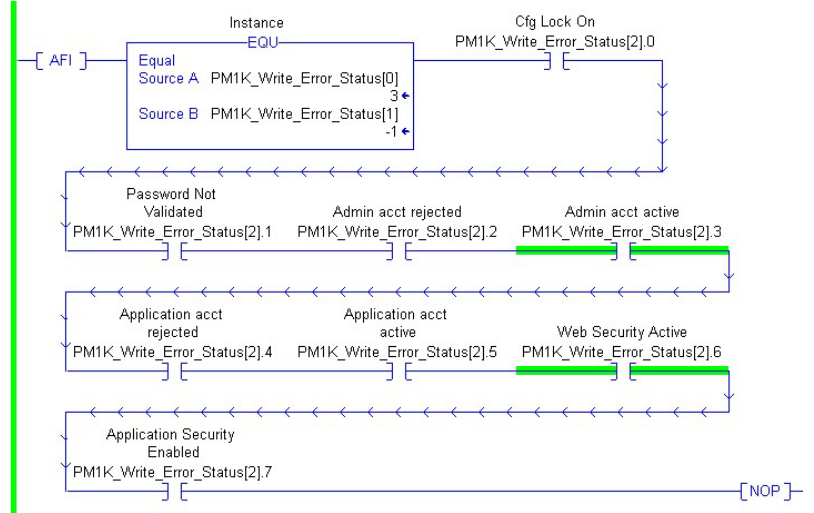 Instance
Cfg Lock On
EQU
PM1K_Write_Error_Status[2].0
AFI
Equal
Source A PM1K_Write_Error_Status[0]
3
Source B PM1K_Write_Error_Status[1]
-1
Password Not
Validated
Admin acct rejected
Admin acct active
PM1K_Write_Error_Status[2].1 PM1K_Write_Error_Status[2].2 PM1K_Write_Error_Status[2].3
Application acct
rejected
Application acct
active
Web Security Active
PM1K_Write_Error_Status[2].4 PM1K_Write_Error_Status[2].5 PM1K_Write_Error_Status[2].6
Application Security
Enabled
PM1K_Write_Error_Status[2].7
NOP